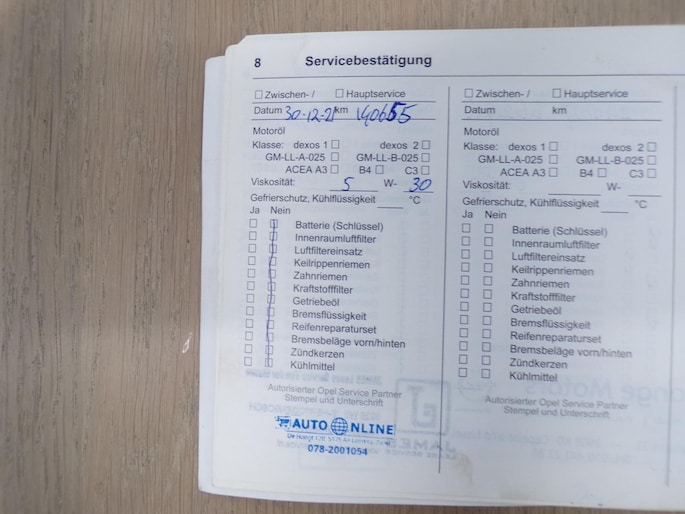 8 Servicebestätigung
☐ Zwischen- / ☐ Hauptservice
Datum 30-12-21 km 140655
Motoröl
Klasse: dexos 1 ☐ dexos 2 ☐
GM-LL-A-025 ☐ GM-LL-B-025 ☐
ACEA A3 ☐ B4 ☐ C3 ☐
Viskosität: 5 W- 30
Gefrierschutz, Kühlflüssigkeit ____ °C
Ja Nein
☐ ☐ Batterie (Schlüssel)
☐ ☐ Innenraumluftfilter
☐ ☐ Luftfiltereinsatz
☐ ☐ Keilrippenriemen
☐ ☐ Zahnriemen
☐ ☐ Kraftstofffilter
☐ ☐ Getriebeöl
☐ ☐ Bremsflüssigkeit
☐ ☐ Reifenreparaturset
☐ ☐ Bremsbeläge vorn/hinten
☐ ☐ Zündkerzen
☐ ☐ Kühlmittel
Autorisierter Opel Service Partner
Stempel und Unterschrift
AUTO ONLINE
078-2001054
☐ Zwischen- / ☐ Hauptservice
Datum km
Motoröl
Klasse: dexos 1 ☐ dexos 2 ☐
GM-LL-A-025 ☐ GM-LL-B-025 ☐
ACEA A3 ☐ B4 ☐ C3 ☐
Viskosität: ____ W- ____
Gefrierschutz, Kühlflüssigkeit ____ °C
Ja Nein
☐ ☐ Batterie (Schlüssel)
☐ ☐ Innenraumluftfilter
☐ ☐ Luftfiltereinsatz
☐ ☐ Keilrippenriemen
☐ ☐ Zahnriemen
☐ ☐ Kraftstofffilter
☐ ☐ Getriebeöl
☐ ☐ Bremsflüssigkeit
☐ ☐ Reifenreparaturset
☐ ☐ Bremsbeläge vorn/hinten
☐ ☐ Zündkerzen
☐ ☐ Kühlmittel
Autorisierter Opel Service Partner
Stempel und Unterschrift